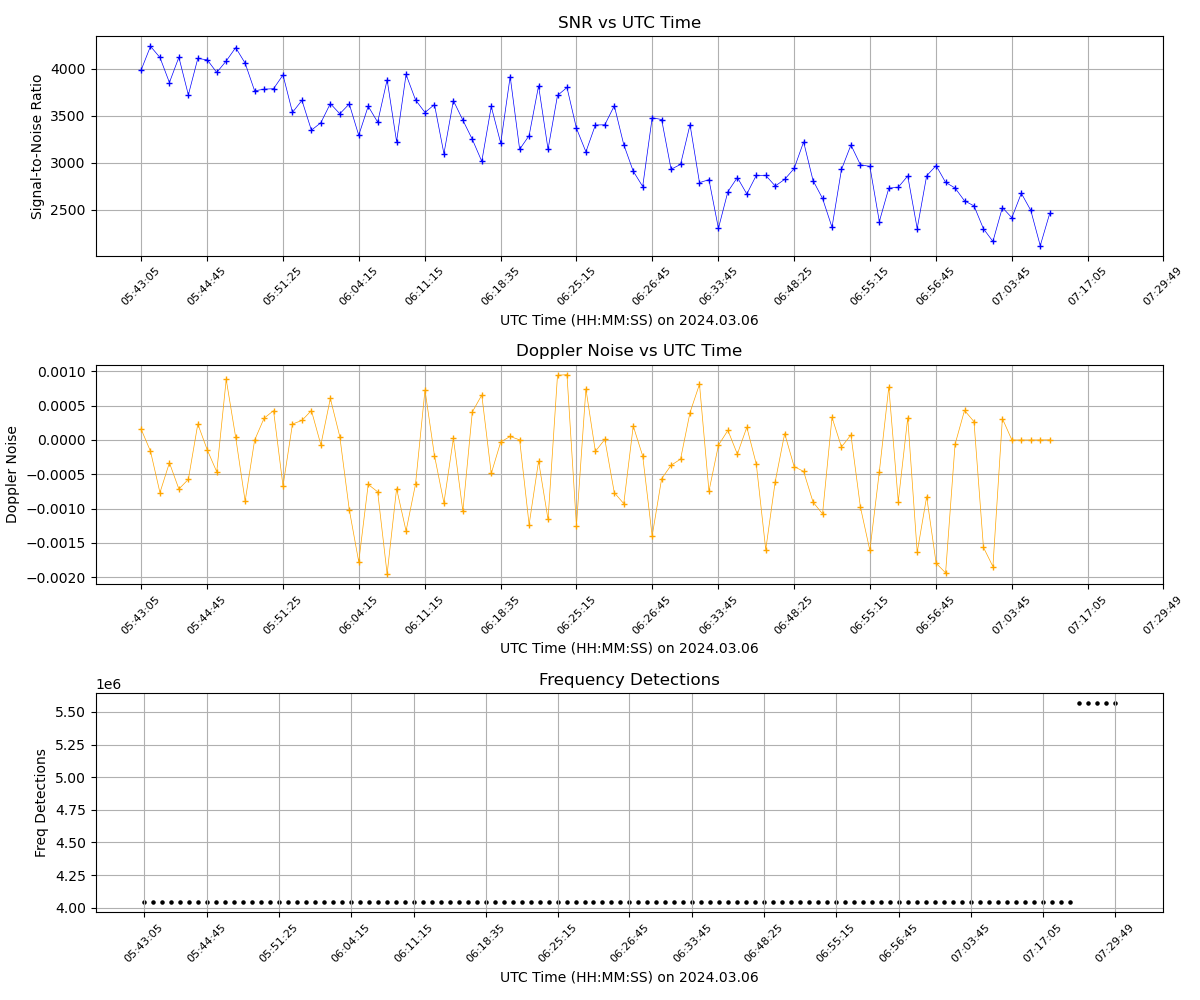 SNR vs UTC Time
Signal-to-Noise Ratio
4000
3500
3000
2500
05:43:05 05:44:45 05:51:25 06:04:15 06:11:15 06:18:35 06:25:15 06:26:45 06:33:45 06:48:25 06:55:15 06:56:45 07:03:45 07:17:05 07:29:49
UTC Time (HH:MM:SS) on 2024.03.06
Doppler Noise vs UTC Time
Doppler Noise
0.0010
0.0005
0.0000
−0.0005
−0.0010
−0.0015
−0.0020
05:43:05 05:44:45 05:51:25 06:04:15 06:11:15 06:18:35 06:25:15 06:26:45 06:33:45 06:48:25 06:55:15 06:56:45 07:03:45 07:17:05 07:29:49
UTC Time (HH:MM:SS) on 2024.03.06
Frequency Detections
1e6
Freq Detections
5.50
5.25
5.00
4.75
4.50
4.25
4.00
05:43:05 05:44:45 05:51:25 06:04:15 06:11:15 06:18:35 06:25:15 06:26:45 06:33:45 06:48:25 06:55:15 06:56:45 07:03:45 07:17:05 07:29:49
UTC Time (HH:MM:SS) on 2024.03.06